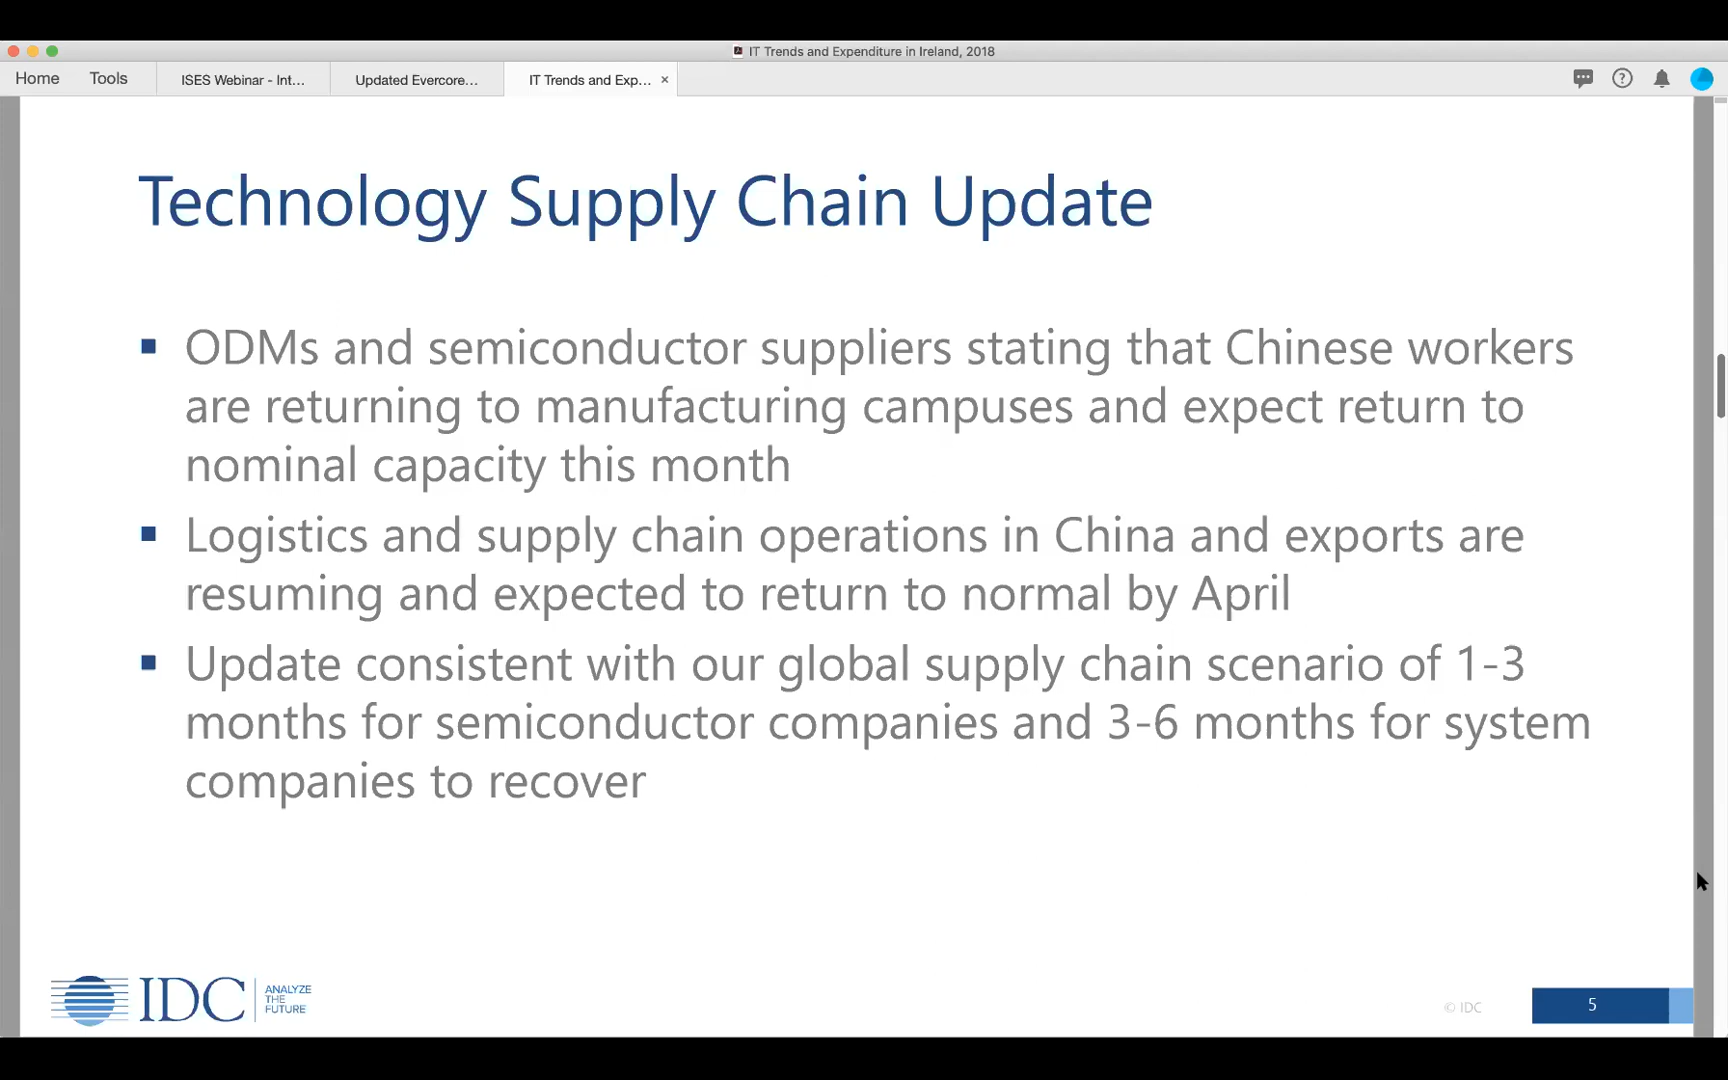 IT Trends and Expenditure in Ireland, 2018
Home Tools ISES Webinar - Int... Updated Evercore... IT Trends and Exp... ×
Technology Supply Chain Update
▪ ODMs and semiconductor suppliers stating that Chinese workers
are returning to manufacturing campuses and expect return to
nominal capacity this month
▪ Logistics and supply chain operations in China and exports are
resuming and expected to return to normal by April
▪ Update consistent with our global supply chain scenario of 1-3
months for semiconductor companies and 3-6 months for system
companies to recover
IDC
ANALYZE
THE
FUTURE
© IDC
5